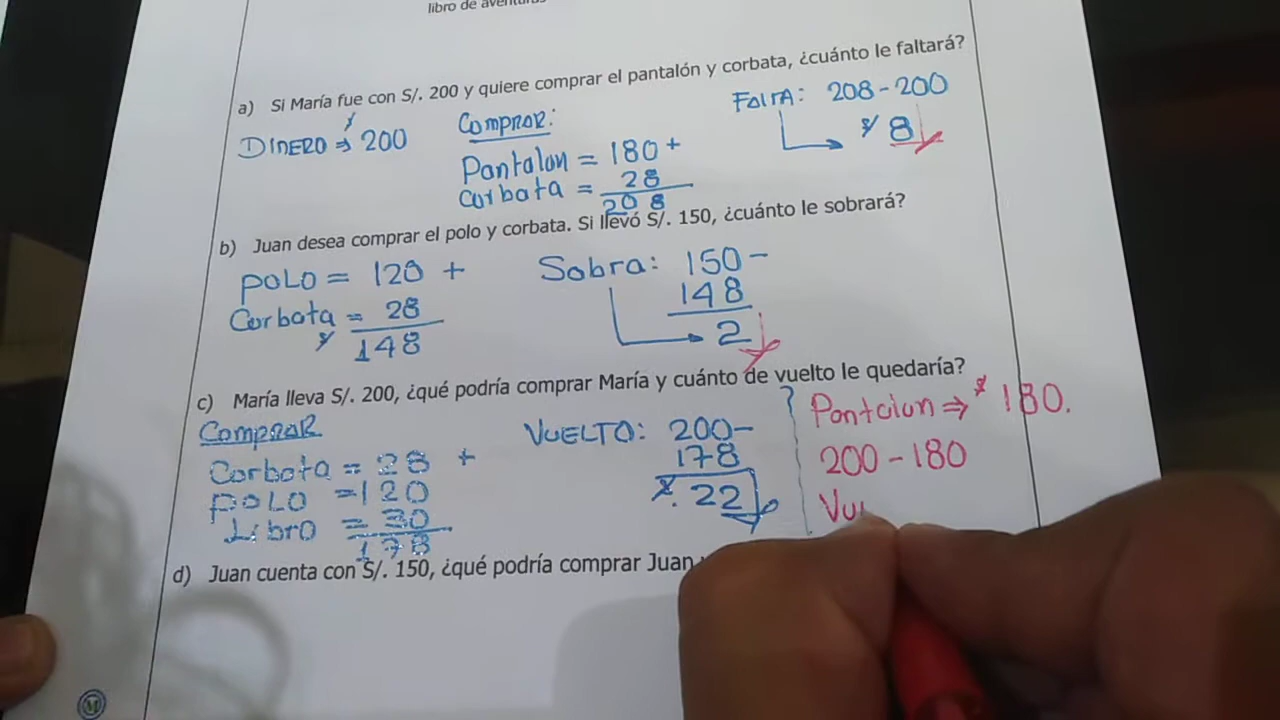 libro de aventuras
a) Si María fue con S/. 200 y quiere comprar el pantalón y corbata, ¿cuánto le faltará?
DINERO ⇒ 200
Comprar:
Pantalon = 180 +
Corbata = 28
208
Falta: 208 - 200
8
b) Juan desea comprar el polo y corbata. Si llevó S/. 150, ¿cuánto le sobrará?
POLO = 120 +
Corbata = 28
148
Sobra: 150 -
148
2
c) María lleva S/. 200, ¿qué podría comprar María y cuánto de vuelto le quedaría?
Comprar
Corbata = 28 +
POLO = 120
Libro = 30
178
VUELTO: 200 -
178
22
Pantalon ⇒ 180.
200 - 180
Vu
d) Juan cuenta con S/. 150, ¿qué podría comprar Juan
M